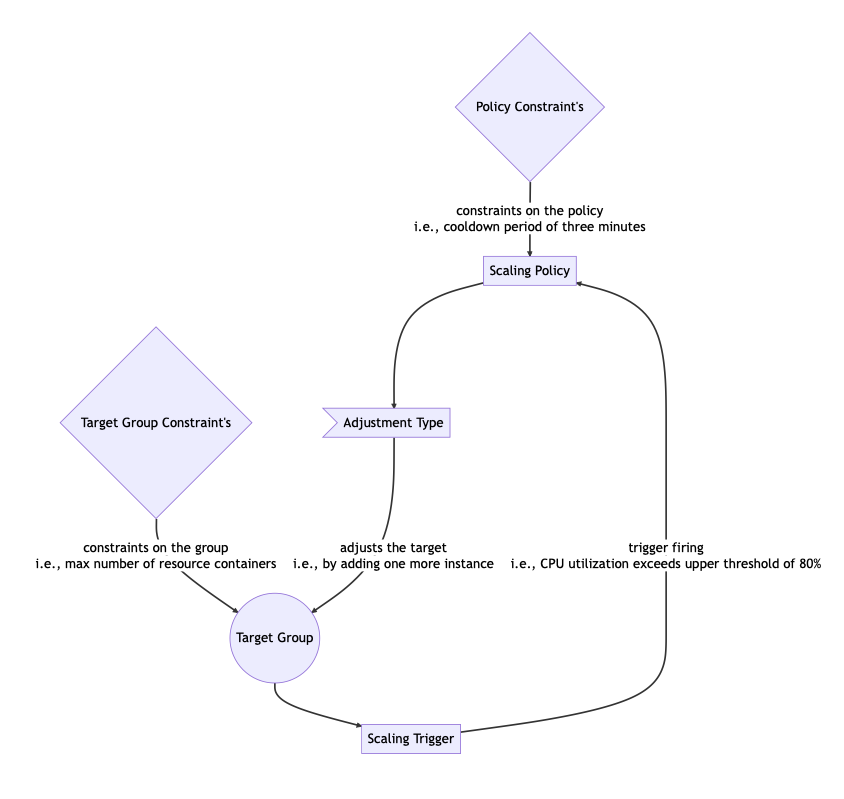 Policy Constraint's
constraints on the policy
i.e., cooldown period of three minutes
Scaling Policy
Target Group Constraint's
Adjustment Type
constraints on the group
i.e., max number of resource containers
adjusts the target
i.e., by adding one more instance
trigger firing
i.e., CPU utilization exceeds upper threshold of 80%
Target Group
Scaling Trigger